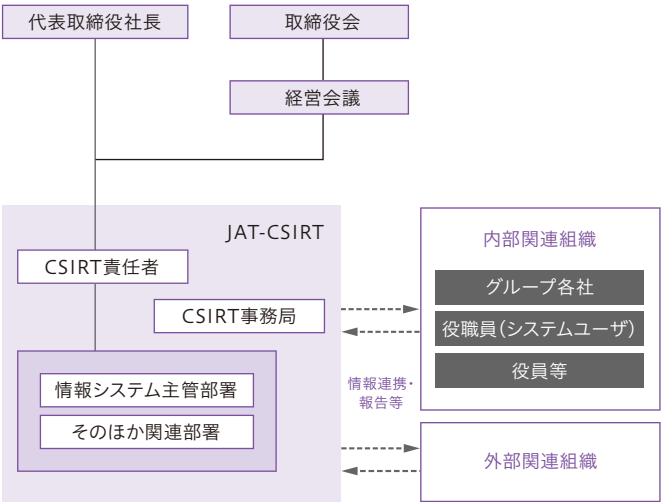 代表取締役社長
取締役会
経営会議
JAT-CSIRT
CSIRT責任者
CSIRT事務局
情報システム主管部署
そのほか関連部署
情報連携・
報告等
内部関連組織
グループ各社
役職員(システムユーザ)
役員等
外部関連組織